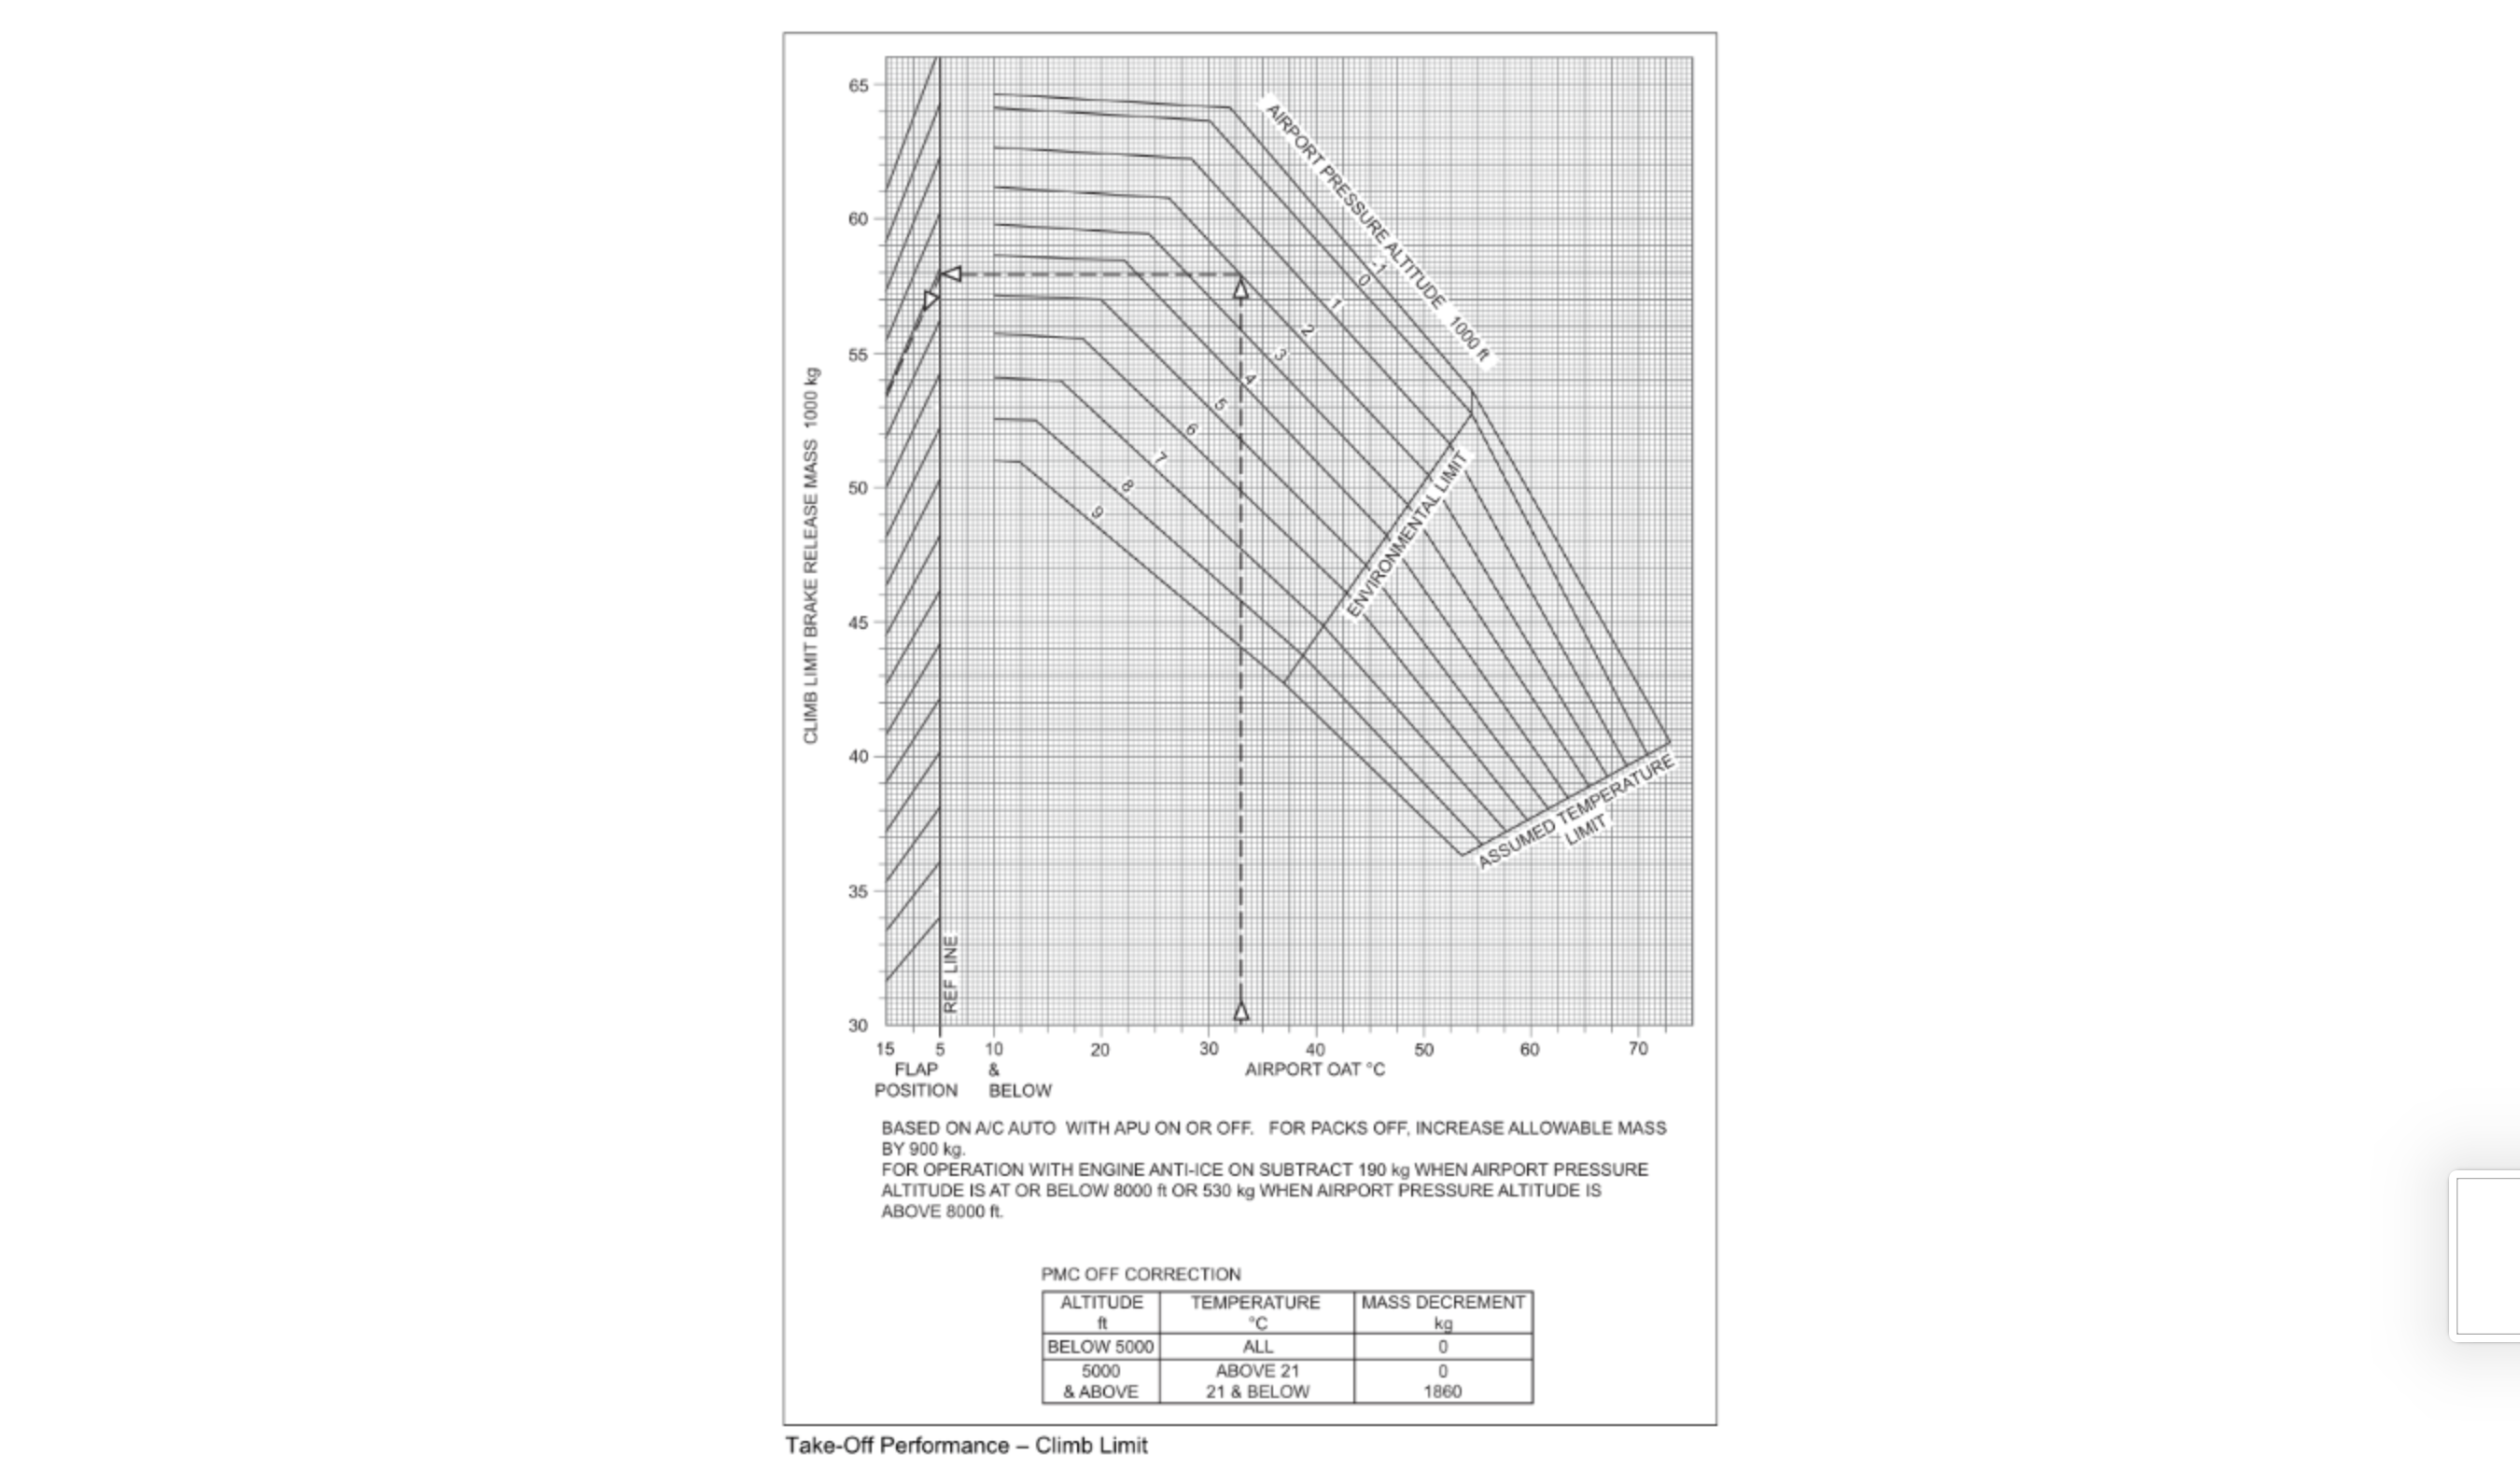 65
60
55
50
45
40
35
30
CLIMB LIMIT BRAKE RELEASE MASS 1000 kg
AIRPORT PRESSURE ALTITUDE 1000 ft
-1
0
1
2
3
4
5
6
7
8
9
ENVIRONMENTAL LIMIT
ASSUMED TEMPERATURE
LIMIT
REF LINE
15 5 10 20 30 40 50 60 70
FLAP & AIRPORT OAT °C
POSITION BELOW
BASED ON A/C AUTO WITH APU ON OR OFF. FOR PACKS OFF, INCREASE ALLOWABLE MASS
BY 900 kg.
FOR OPERATION WITH ENGINE ANTI-ICE ON SUBTRACT 190 kg WHEN AIRPORT PRESSURE
ALTITUDE IS AT OR BELOW 8000 ft OR 530 kg WHEN AIRPORT PRESSURE ALTITUDE IS
ABOVE 8000 ft.
PMC OFF CORRECTION
ALTITUDE TEMPERATURE MASS DECREMENT
ft °C kg
BELOW 5000 ALL 0
5000 ABOVE 21 0
& ABOVE 21 & BELOW 1860
Take-Off Performance – Climb Limit